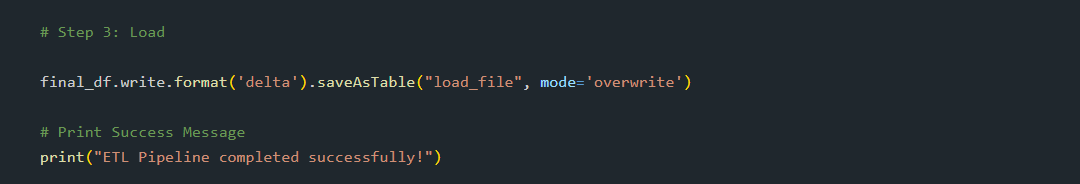 # Step 3: Load
final_df.write.format('delta').saveAsTable("load_file", mode='overwrite')
# Print Success Message
print("ETL Pipeline completed successfully!")